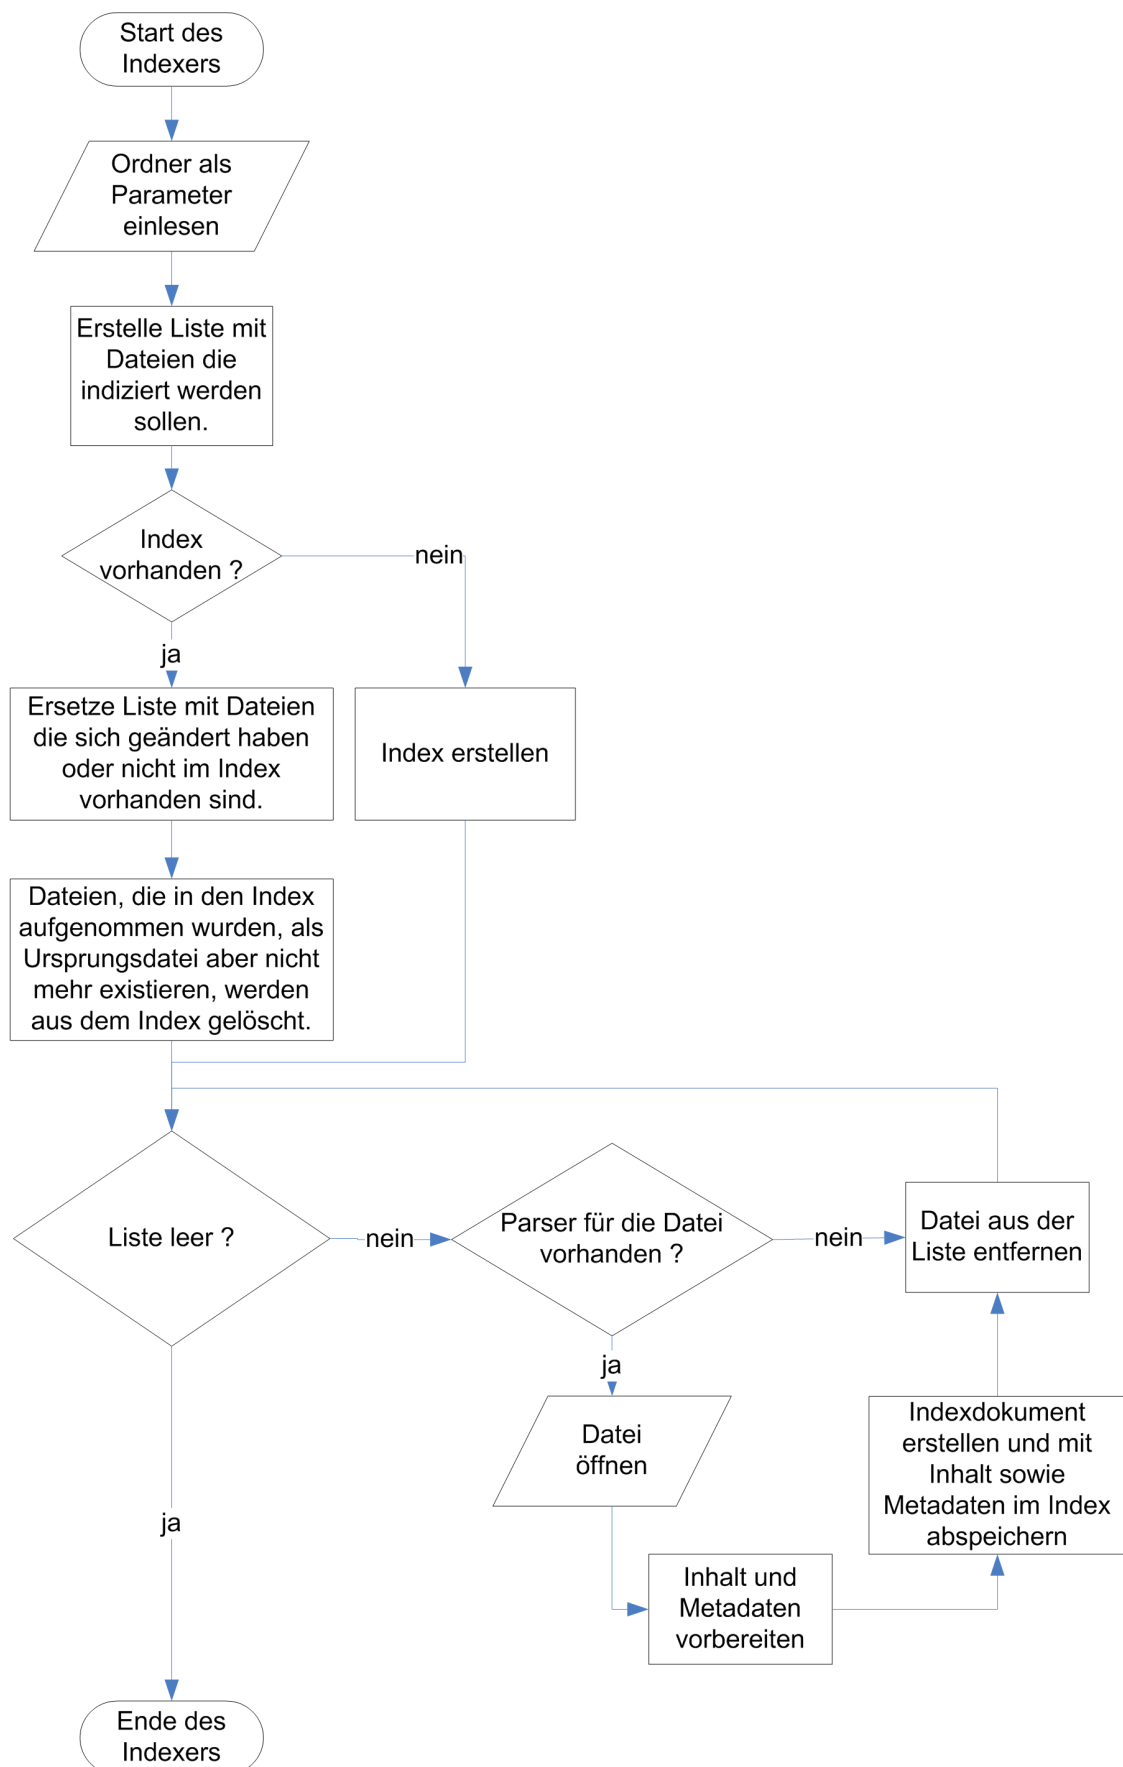 Start des
Indexers
Ordner als
Parameter
einlesen
Erstelle Liste mit
Dateien die
indiziert werden
sollen.
Index
vorhanden ?
nein
ja
Ersetze Liste mit Dateien
die sich geändert haben
oder nicht im Index
vorhanden sind.
Index erstellen
Dateien, die in den Index
aufgenommen wurden, als
Ursprungsdatei aber nicht
mehr existieren, werden
aus dem Index gelöscht.
Liste leer ?
nein
Parser für die Datei
vorhanden ?
nein
Datei aus der
Liste entfernen
ja
Datei
öffnen
Inhalt und
Metadaten
vorbereiten
Indexdokument
erstellen und mit
Inhalt sowie
Metadaten im Index
abspeichern
ja
Ende des
Indexers